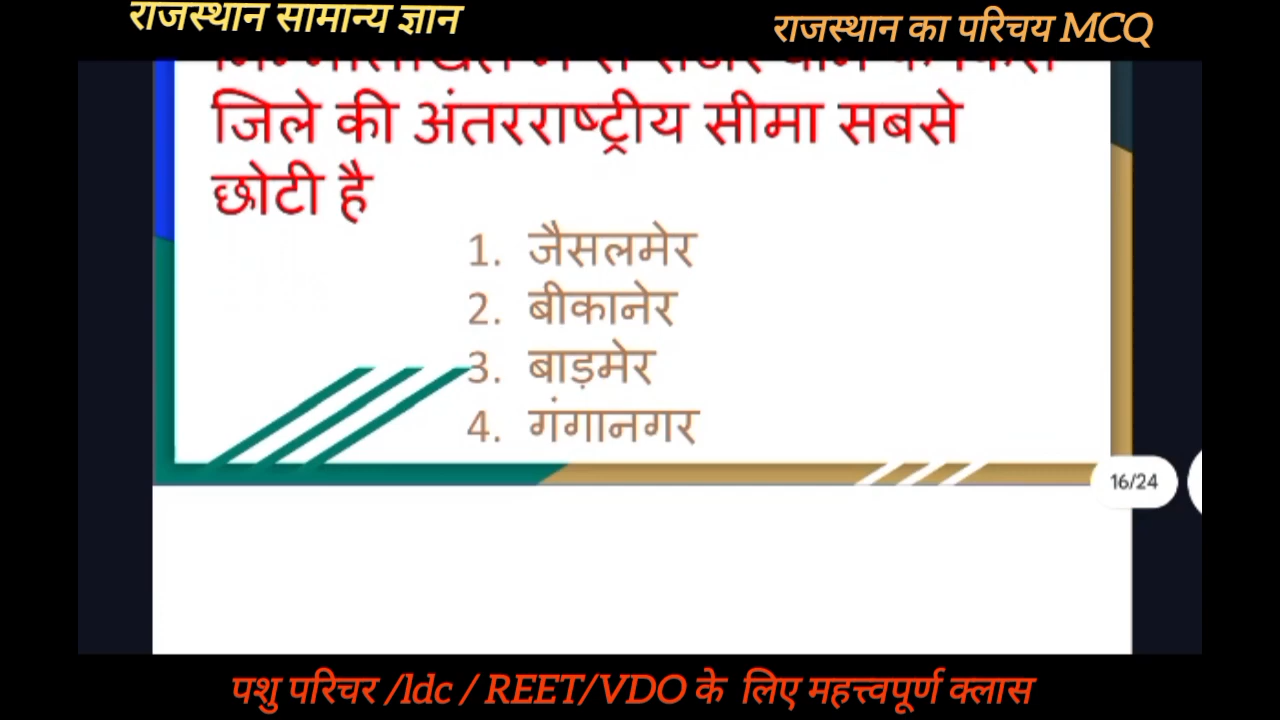 राजस्थान सामान्य ज्ञान
राजस्थान का परिचय MCQ
जिले की अंतरराष्ट्रीय सीमा सबसे
छोटी है
1. जैसलमेर
2. बीकानेर
3. बाड़मेर
4. गंगानगर
16/24
पशु परिचर /ldc / REET/VDO के लिए महत्त्वपूर्ण क्लास